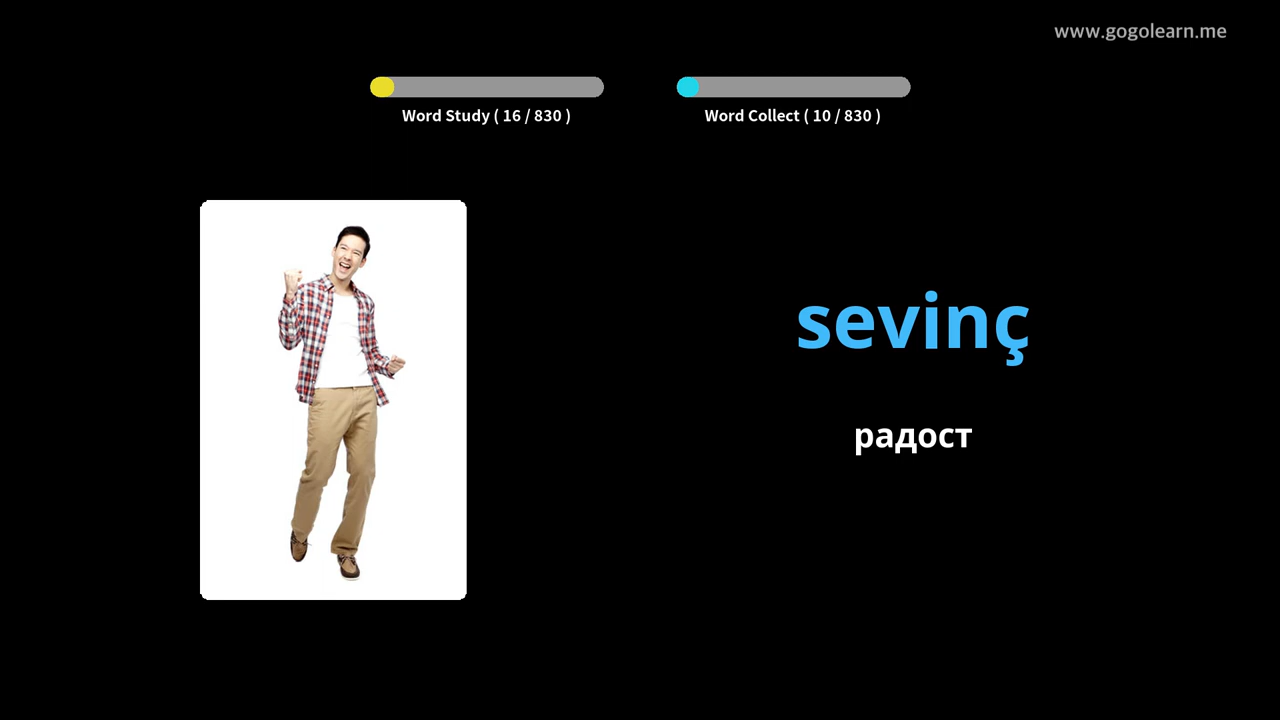 www.gogolearn.me
Word Study ( 16 / 830 )
Word Collect ( 10 / 830 )
sevinç
радост